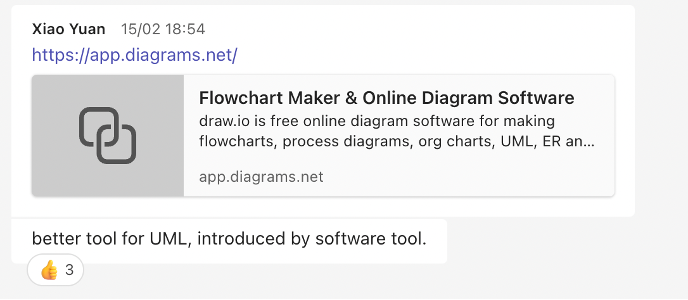 Xiao Yuan 15/02 18:54
https://app.diagrams.net/
Flowchart Maker & Online Diagram Software
draw.io is free online diagram software for making
flowcharts, process diagrams, org charts, UML, ER an...
app.diagrams.net
better tool for UML, introduced by software tool.
👍 3